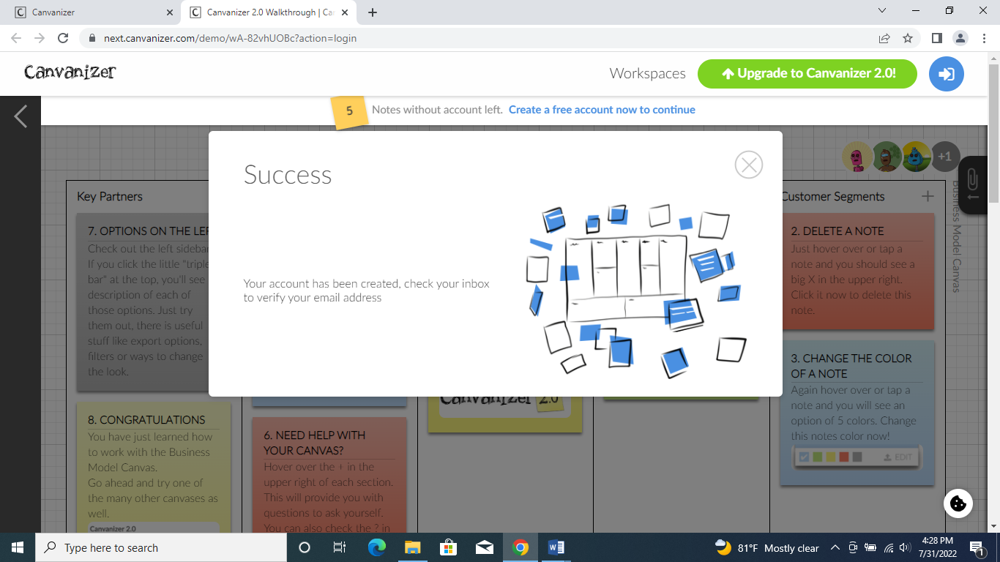 Canvanizer
Canvanizer 2.0 Walkthrough | Ca
next.canvanizer.com/demo/wA-82vhUOBc?action=login
Canvanizer
Workspaces
Upgrade to Canvanizer 2.0!
5
Notes without account left. Create a free account now to continue
+1
Success
Your account has been created, check your inbox
to verify your email address
Key Partners
7. OPTIONS ON THE LEF
Check out the left sidebar
If you click the little "triple
bar" at the top, you'll see
description of each of
those options. Just try
them out, there is useful
stuff like export options,
filters or ways to change
the look.
8. CONGRATULATIONS
You have just learned how
to work with the Business
Model Canvas.
Go ahead and try one of
the many other canvases as
well.
Canvanizer 2.0
6. NEED HELP WITH
YOUR CANVAS?
Hover over the + in the
upper right of each section.
This will provide you with
questions to ask yourself.
You can also check the ? in
Canvanizer 2.0
Customer Segments
2. DELETE A NOTE
Just hover over or tap a
note and you should see a
big X in the upper right.
Click it now to delete this
note.
3. CHANGE THE COLOR
OF A NOTE
Again hover over or tap a
note and you will see an
option of 5 colors. Change
this notes color now!
EDIT
Business Model Canvas
Type here to search
81°F Mostly clear
4:28 PM
7/31/2022
1